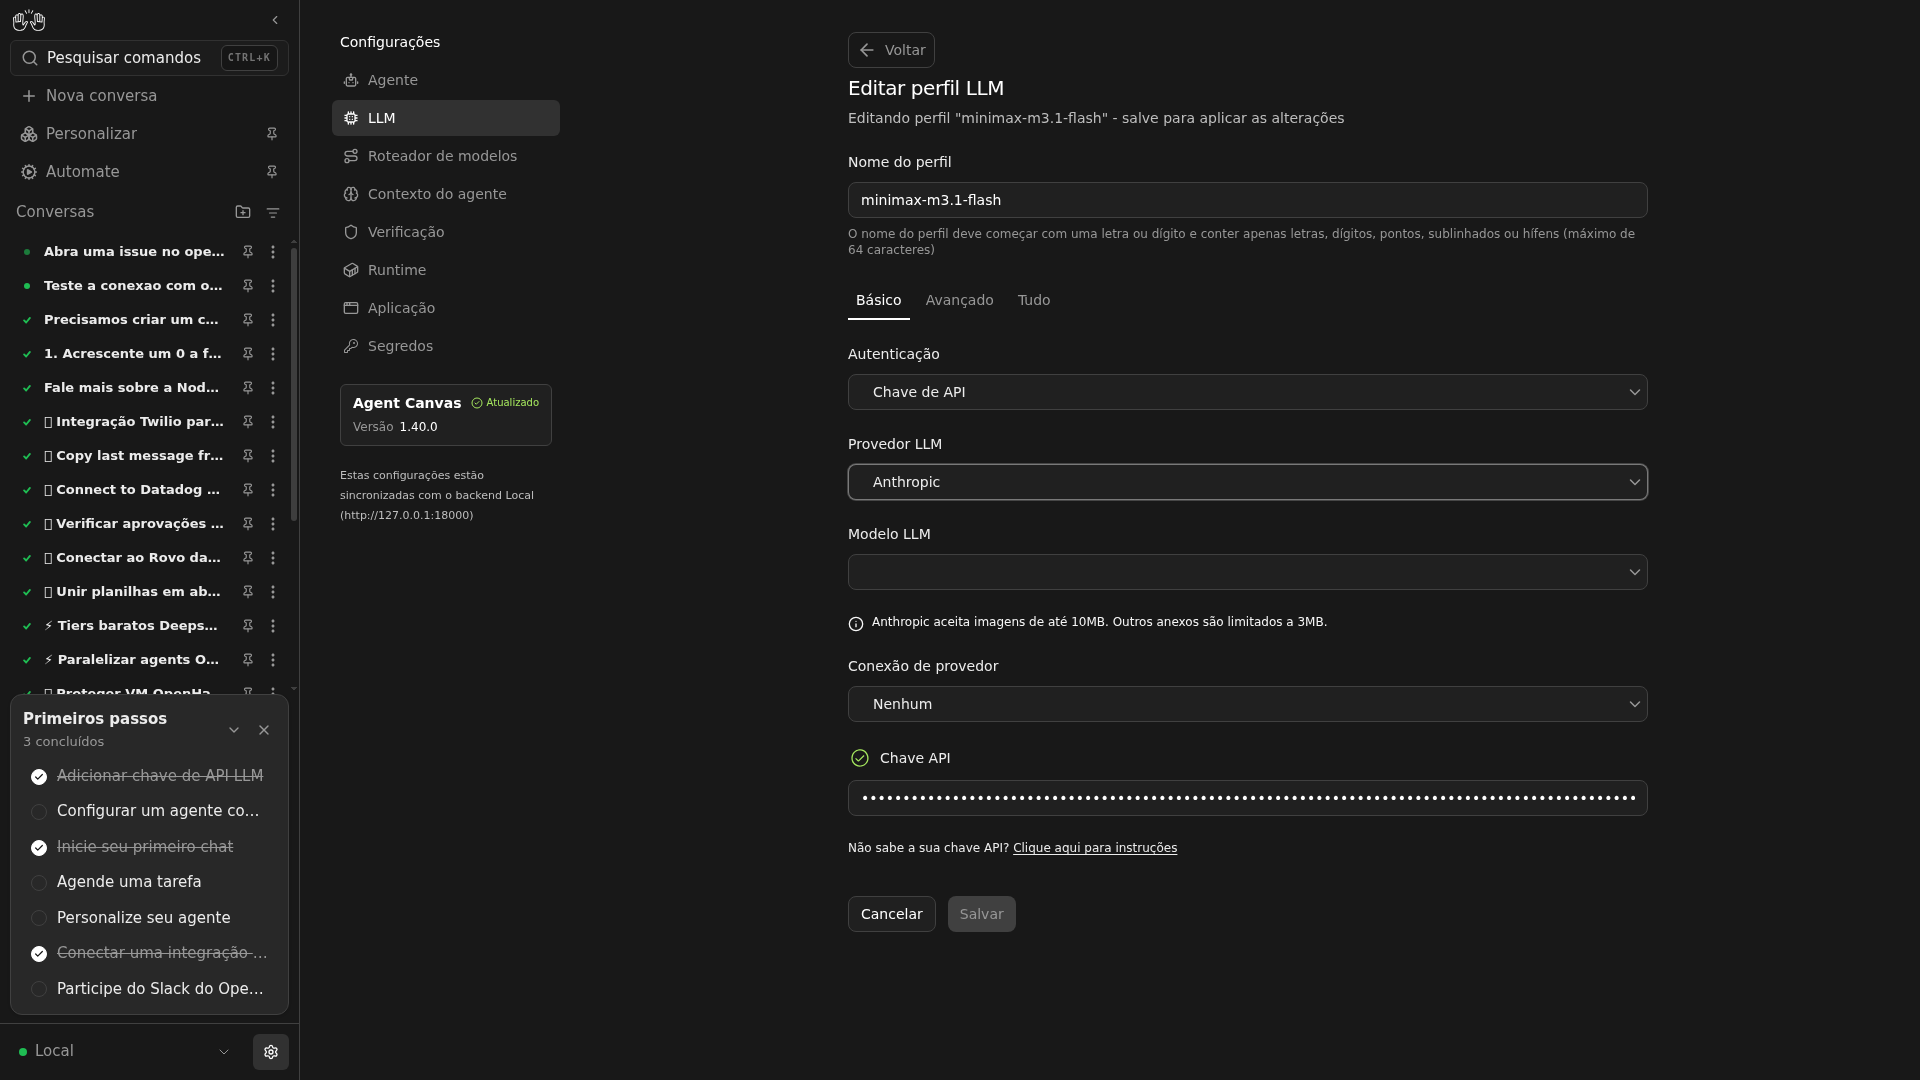 Pesquisar comandos
CTRL+K
Nova conversa
Personalizar
Automate
Conversas
Abra uma issue no ope...
Teste a conexao com o...
Precisamos criar um c...
1. Acrescente um 0 a f...
Fale mais sobre a Nod...
Integração Twilio par...
Copy last message fr...
Connect to Datadog ...
Verificar aprovações ...
Conectar ao Rovo da...
Unir planilhas em ab...
⚡ Tiers baratos Deeps...
⚡ Paralelizar agents O...
Proteger VM OpenHa...
Primeiros passos
3 concluídos
Adicionar chave de API LLM
Configurar um agente co...
Inicie seu primeiro chat
Agende uma tarefa
Personalize seu agente
Conectar uma integração ...
Participe do Slack do Ope...
Local
Configurações
Agente
LLM
Roteador de modelos
Contexto do agente
Verificação
Runtime
Aplicação
Segredos
Agent Canvas
Atualizado
Versão 1.40.0
Estas configurações estão
sincronizadas com o backend Local
(http://127.0.0.1:18000)
Voltar
Editar perfil LLM
Editando perfil "minimax-m3.1-flash" - salve para aplicar as alterações
Nome do perfil
minimax-m3.1-flash
O nome do perfil deve começar com uma letra ou dígito e conter apenas letras, dígitos, pontos, sublinhados ou hífens (máximo de
64 caracteres)
Básico
Avançado
Tudo
Autenticação
Chave de API
Provedor LLM
Anthropic
Modelo LLM
Anthropic aceita imagens de até 10MB. Outros anexos são limitados a 3MB.
Conexão de provedor
Nenhum
Chave API
Não sabe a sua chave API? Clique aqui para instruções
Cancelar
Salvar